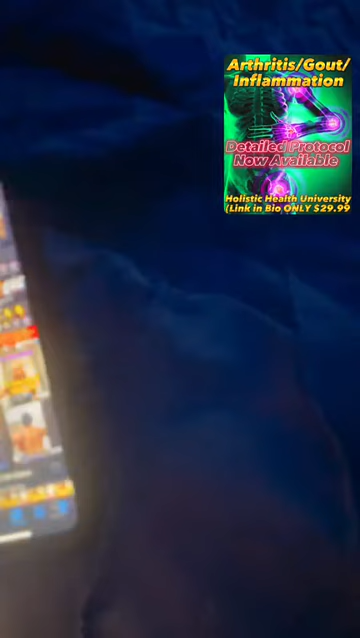 Arthritis/Gout/
Inflammation
Detailed Protocol
Now Available
Holistic Health University
(Link in Bio ONLY $29.99